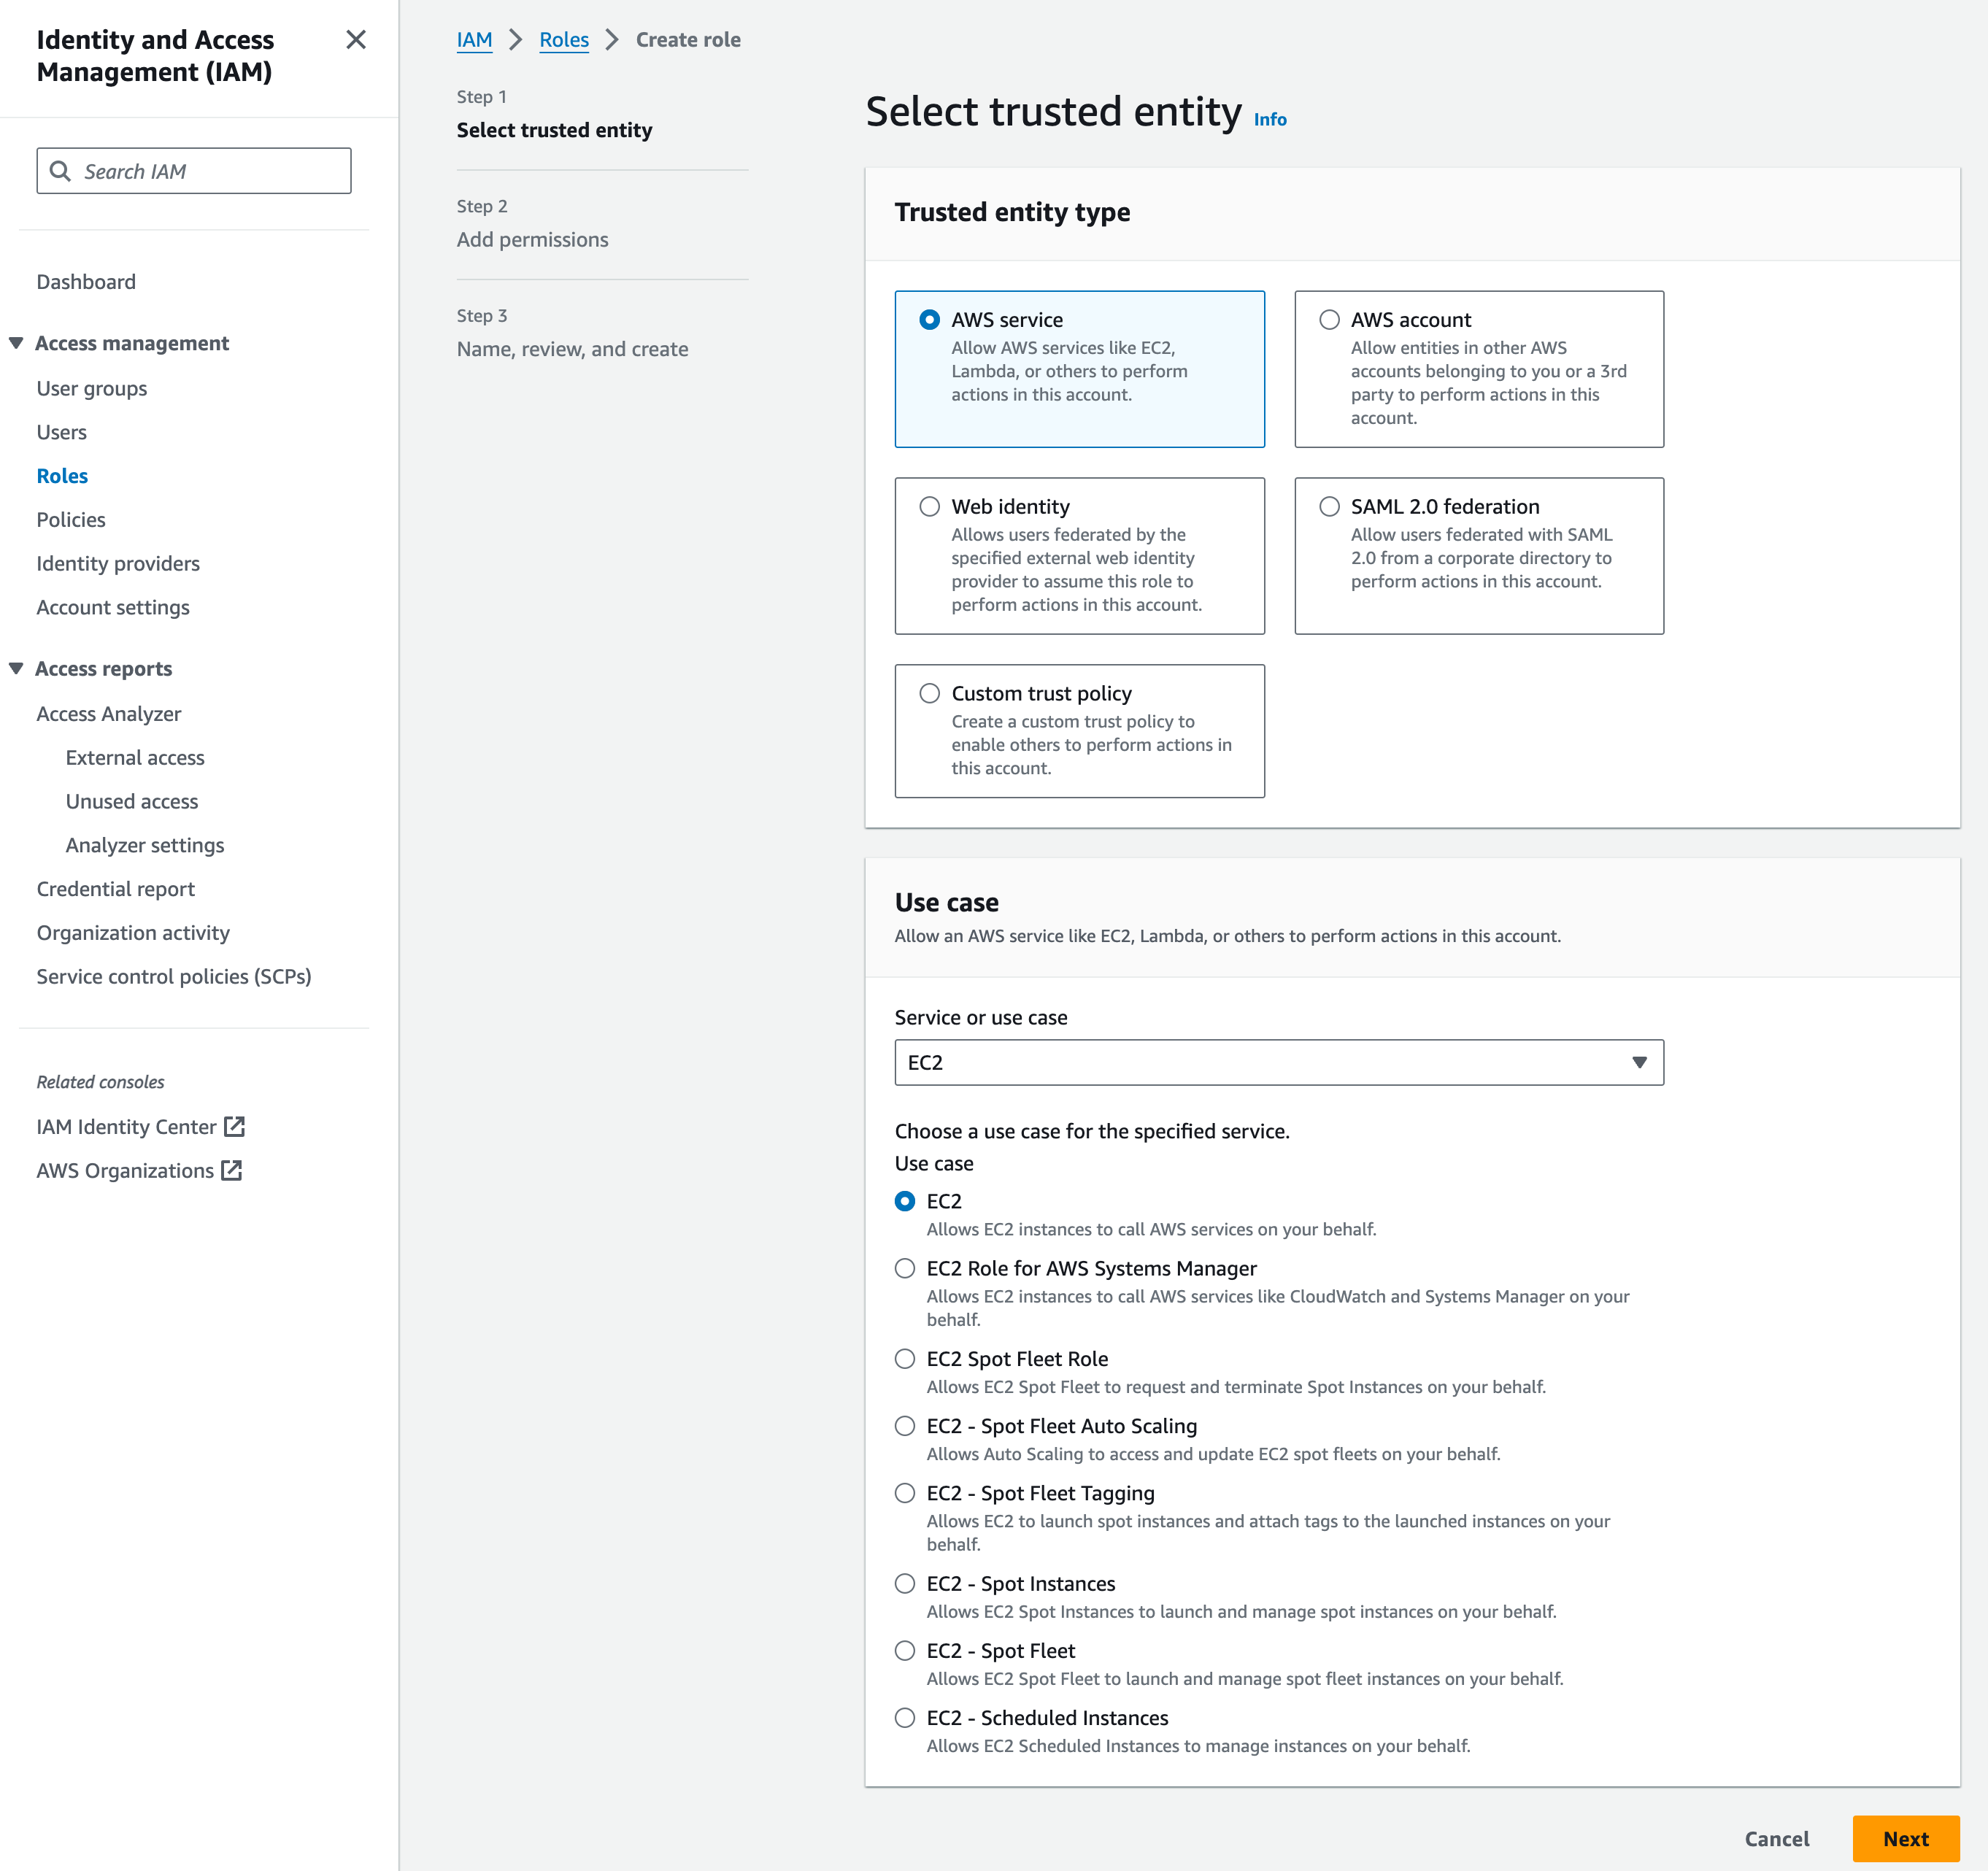 Identity and Access
Management (IAM)
Search IAM
Dashboard
Access management
User groups
Users
Roles
Policies
Identity providers
Account settings
Access reports
Access Analyzer
External access
Unused access
Analyzer settings
Credential report
Organization activity
Service control policies (SCPs)
Related consoles
IAM Identity Center
AWS Organizations
IAM > Roles > Create role
Step 1
Select trusted entity
Step 2
Add permissions
Step 3
Name, review, and create
Select trusted entity Info
Trusted entity type
AWS service
Allow AWS services like EC2,
Lambda, or others to perform
actions in this account.
AWS account
Allow entities in other AWS
accounts belonging to you or a 3rd
party to perform actions in this
account.
Web identity
Allows users federated by the
specified external web identity
provider to assume this role to
perform actions in this account.
SAML 2.0 federation
Allow users federated with SAML
2.0 from a corporate directory to
perform actions in this account.
Custom trust policy
Create a custom trust policy to
enable others to perform actions in
this account.
Use case
Allow an AWS service like EC2, Lambda, or others to perform actions in this account.
Service or use case
EC2
Choose a use case for the specified service.
Use case
EC2
Allows EC2 instances to call AWS services on your behalf.
EC2 Role for AWS Systems Manager
Allows EC2 instances to call AWS services like CloudWatch and Systems Manager on your
behalf.
EC2 Spot Fleet Role
Allows EC2 Spot Fleet to request and terminate Spot Instances on your behalf.
EC2 - Spot Fleet Auto Scaling
Allows Auto Scaling to access and update EC2 spot fleets on your behalf.
EC2 - Spot Fleet Tagging
Allows EC2 to launch spot instances and attach tags to the launched instances on your
behalf.
EC2 - Spot Instances
Allows EC2 Spot Instances to launch and manage spot instances on your behalf.
EC2 - Spot Fleet
Allows EC2 Spot Fleet to launch and manage spot fleet instances on your behalf.
EC2 - Scheduled Instances
Allows EC2 Scheduled Instances to manage instances on your behalf.
Cancel
Next